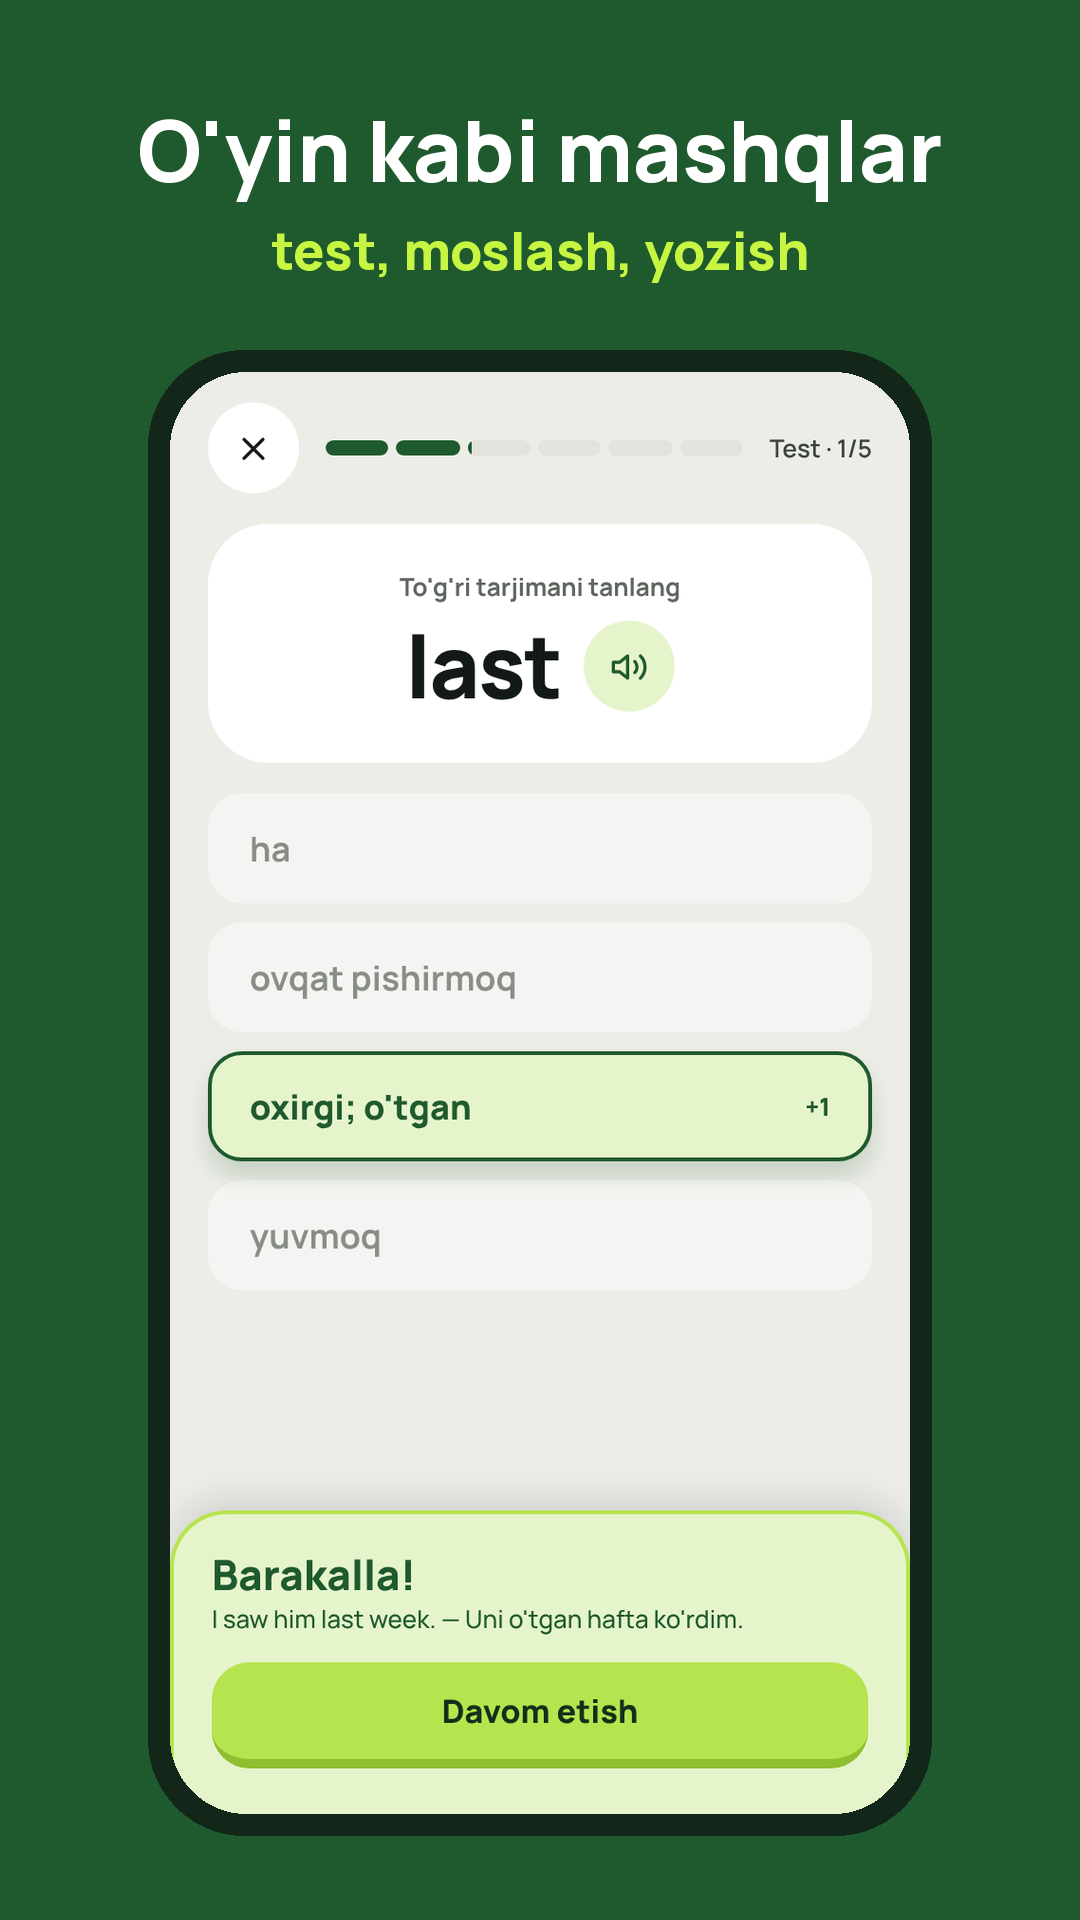 O'yin kabi mashqlar
test, moslash, yozish
Test · 1/5
To'g'ri tarjimani tanlang
last
ha
ovqat pishirmoq
oxirgi; o'tgan +1
yuvmoq
Barakalla!
I saw him last week. — Uni o'tgan hafta ko'rdim.
Davom etish